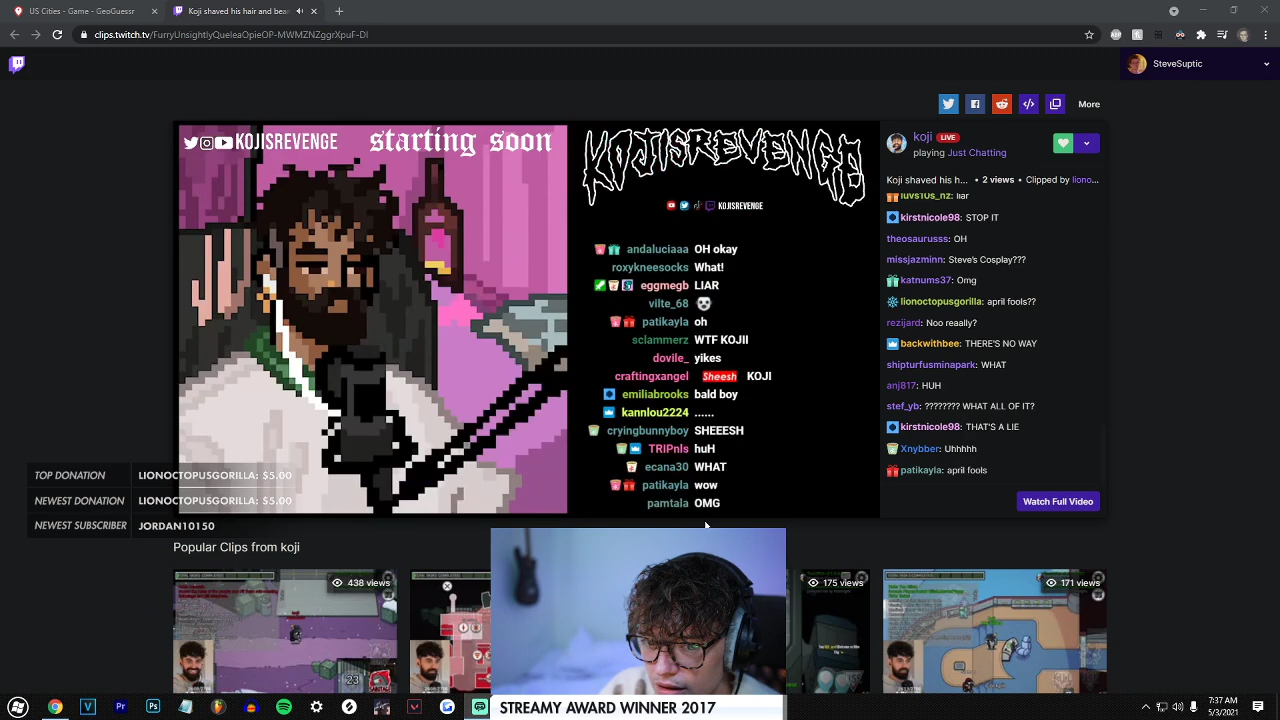 US Cities - Game - GeoGuessr
Koji shaved his head - Bear
clips.twitch.tv/FurryUnsightlyQueleaOpieOP-MWMZNZggrXpuF-DI
SteveSuptic
More
KOJISREVENGE
starting soon
KOJISREVENGE
KOJISREVENGE
andaluciaaa OH okay
roxykneesocks What!
eggmegb LIAR
vilte_68
patikayla oh
sclammerz WTF KOJII
dovile_ yikes
craftingxangel Sheesh KOJI
emiliabrooks bald boy
kannlou2224 ......
cryingbunnyboy SHEEESH
TRIPnls huH
ecana30 WHAT
patikayla wow
pamtala OMG
koji LIVE
playing Just Chatting
Koji shaved his h... • 2 views • Clipped by liono...
luvs10s_nz: liar
kirstnicole98: STOP IT
theosaurusss: OH
missjazminn: Steve's Cosplay???
katnums37: Omg
lionoctopusgorilla: april fools??
rezijard: Noo reaally?
backwithbee: THERE'S NO WAY
shipturfusminapark: WHAT
anj817: HUH
stef_yb: ???????? WHAT ALL OF IT?
kirstnicole98: THAT'S A LIE
Xnybber: Uhhhhh
patikayla: april fools
Watch Full Video
TOP DONATION LIONOCTOPUSGORILLA: $5.00
NEWEST DONATION LIONOCTOPUSGORILLA: $5.00
NEWEST SUBSCRIBER JORDAN10150
Popular Clips from koji
438 views
175 views
171 views
23
STREAMY AWARD WINNER 2017
7:37 AM
5/3/2021